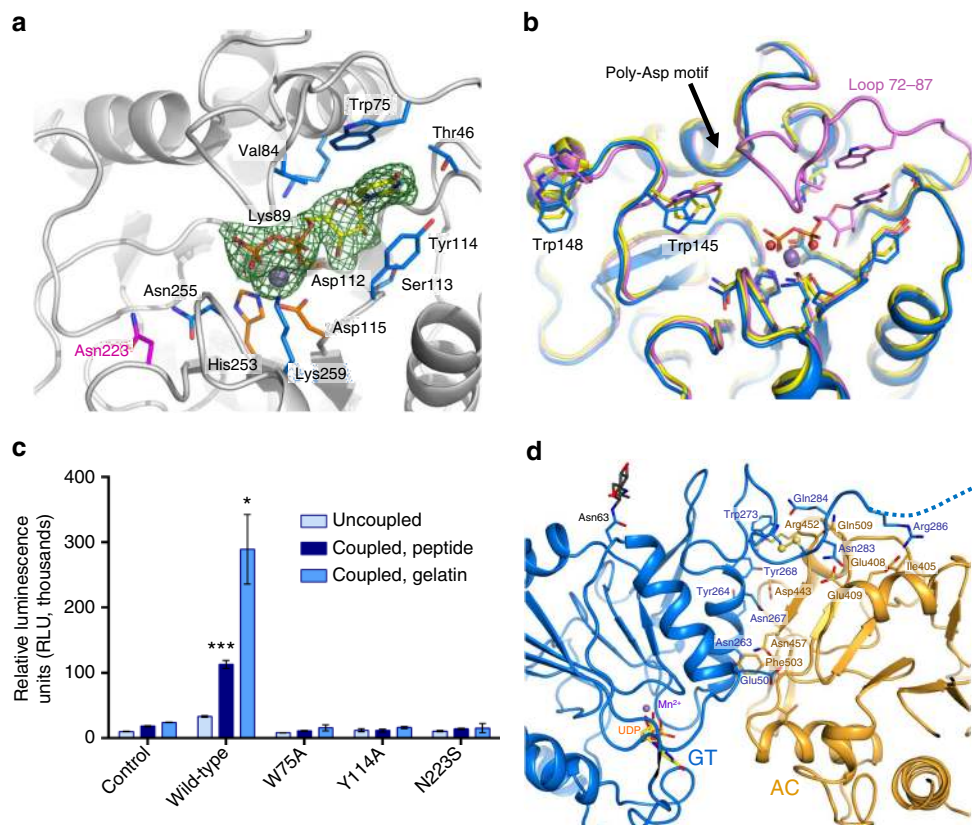 a
Trp75
Val84
Thr46
Lys89
Tyr114
Asp112
Ser113
Asn255
Asp115
Asn223
His253
Lys259
b
Poly-Asp motif
Loop 72–87
Trp148
Trp145
c
Relative luminescence
units (RLU, thousands)
400
300
200
100
0
Uncoupled
Coupled, peptide
Coupled, gelatin
***
*
Control
Wild-type
W75A
Y114A
N223S
d
Asn63
Gln284
Trp273
Arg452
Gln509
Arg286
Asn283
Glu408
Ile405
Tyr268
Glu409
Tyr264
Asp443
Asn267
Asn263
Asn457
Phe503
Glu50
Mn²⁺
UDP
GT
AC